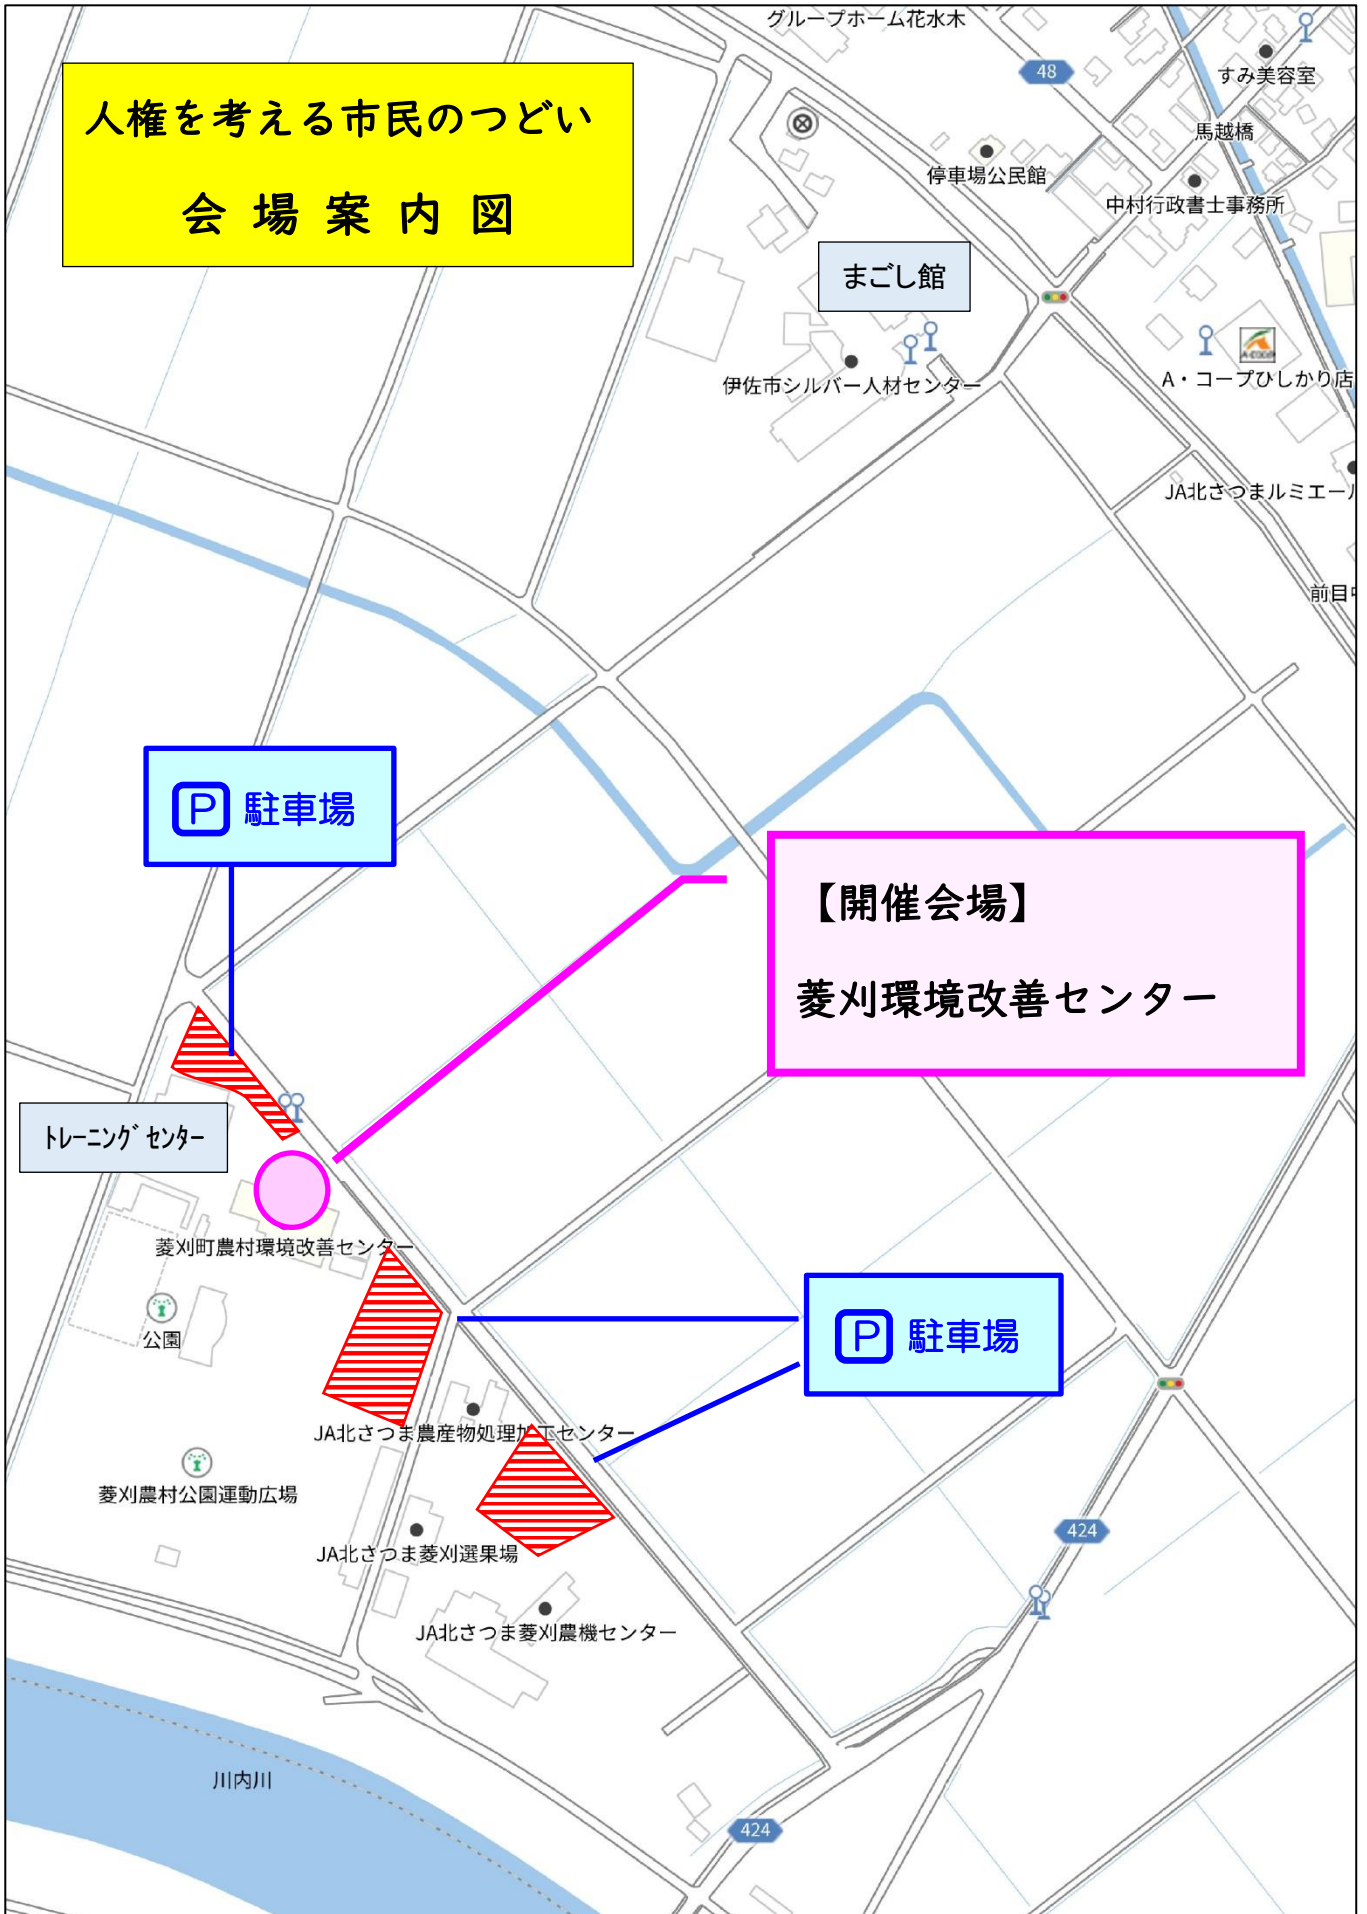 グループホーム花水木
48
すみ美容室
人権を考える市民のつどい
会場案内図
馬越橋
停車場公民館
中村行政書士事務所
まごし館
伊佐市シルバー人材センター
A・コープひしかり店
JA北さつまルミエール
前目中
P 駐車場
【開催会場】
菱刈環境改善センター
トレーニングセンター
菱刈町農村環境改善センター
公園
P 駐車場
JA北さつま農産物処理加工センター
菱刈農村公園運動広場
JA北さつま菱刈選果場
424
JA北さつま菱刈農機センター
川内川
424